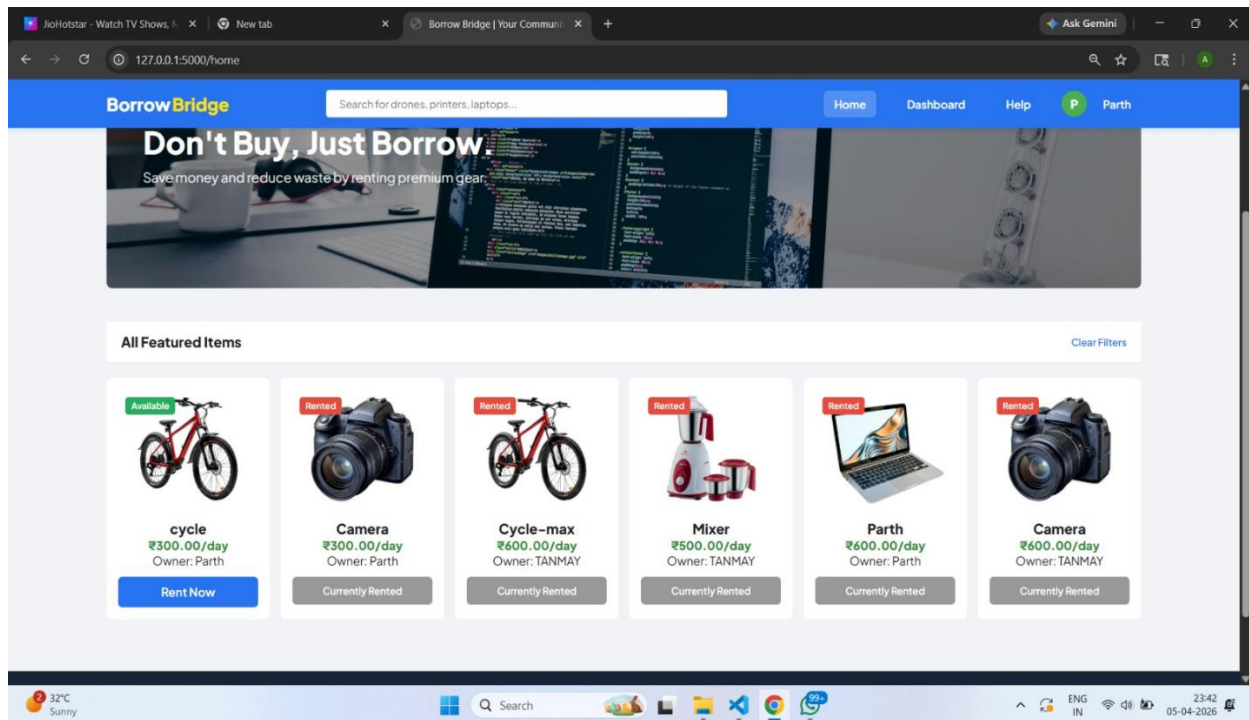 JioHotstar - Watch TV Shows,
New tab
Borrow Bridge | Your Communi
Ask Gemini
127.0.0.1:5000/home
A
BorrowBridge
Search for drones, printers, laptops...
Home
Dashboard
Help
P
Parth
Don't Buy, Just Borrow.
Save money and reduce waste by renting premium gear.
All Featured Items
Clear Filters
Available
Rented
Rented
Rented
Rented
Rented
cycle
Camera
Cycle-max
Mixer
Parth
Camera
₹300.00/day
₹300.00/day
₹600.00/day
₹500.00/day
₹600.00/day
₹600.00/day
Owner: Parth
Owner: Parth
Owner: TANMAY
Owner: TANMAY
Owner: Parth
Owner: TANMAY
Rent Now
Currently Rented
Currently Rented
Currently Rented
Currently Rented
Currently Rented
2
32°C
Sunny
Search
99+
ENG
IN
23:42
05-04-2026